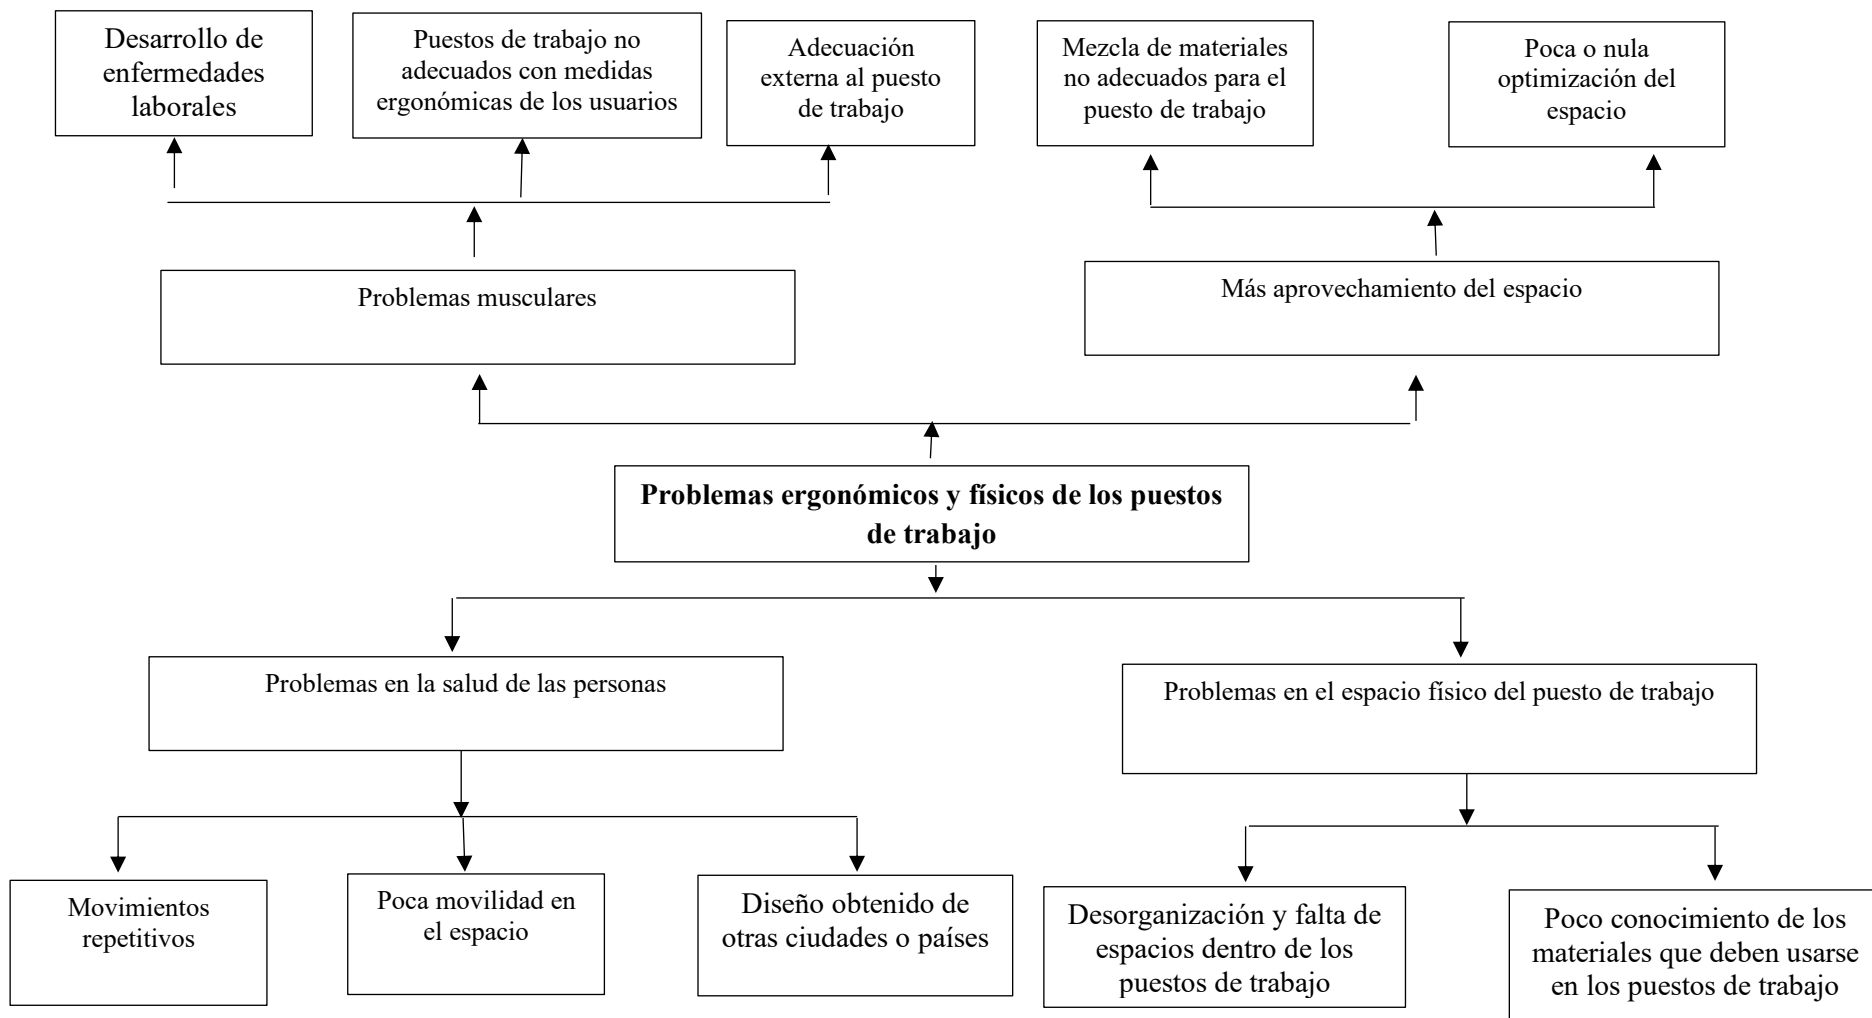 Desarrollo de
enfermedades
laborales
Puestos de trabajo no
adecuados con medidas
ergonómicas de los usuarios
Adecuación
externa al puesto
de trabajo
Mezcla de materiales
no adecuados para el
puesto de trabajo
Poca o nula
optimización del
espacio
Problemas musculares
Más aprovechamiento del espacio
Problemas ergonómicos y físicos de los puestos
de trabajo
Problemas en la salud de las personas
Problemas en el espacio físico del puesto de trabajo
Movimientos
repetitivos
Poca movilidad en
el espacio
Diseño obtenido de
otras ciudades o países
Desorganización y falta de
espacios dentro de los
puestos de trabajo
Poco conocimiento de los
materiales que deben usarse
en los puestos de trabajo